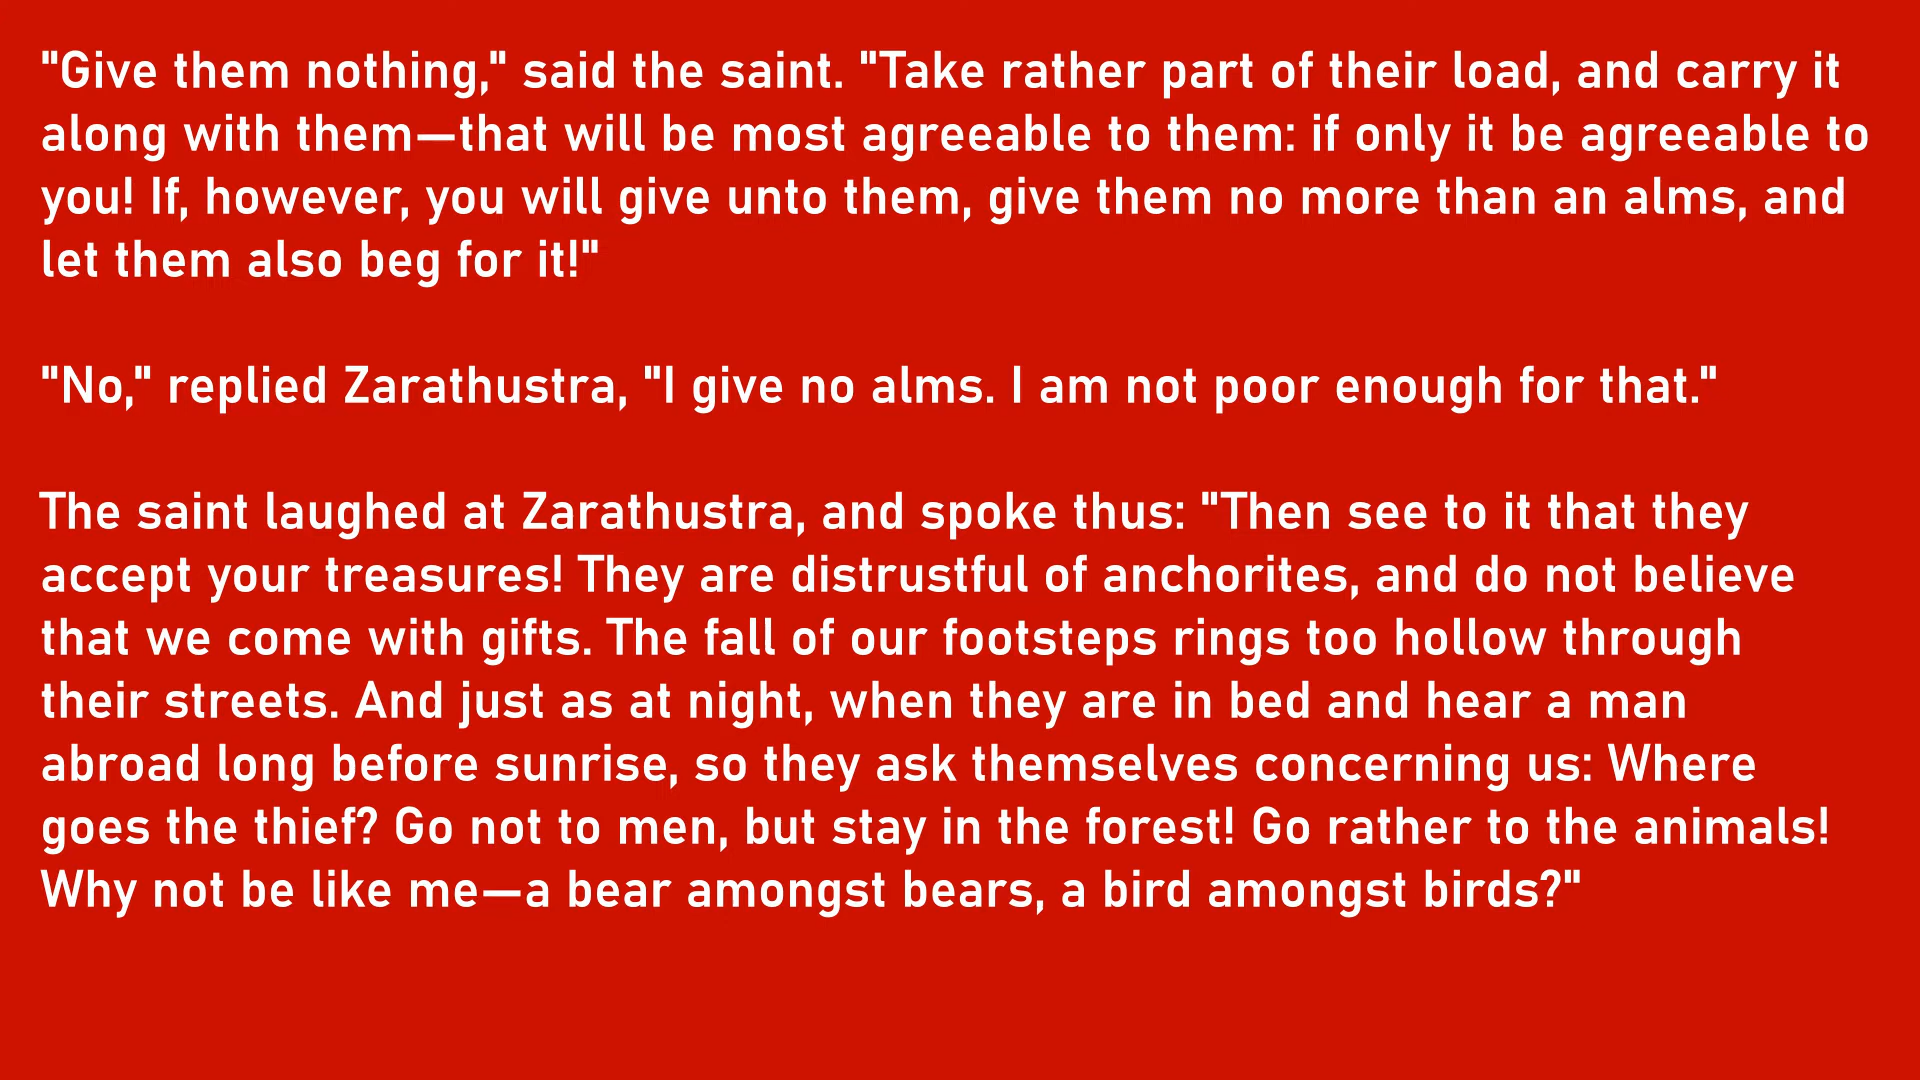 "Give them nothing," said the saint. "Take rather part of their load, and carry it
along with them—that will be most agreeable to them: if only it be agreeable to
you! If, however, you will give unto them, give them no more than an alms, and
let them also beg for it!"
"No," replied Zarathustra, "I give no alms. I am not poor enough for that."
The saint laughed at Zarathustra, and spoke thus: "Then see to it that they
accept your treasures! They are distrustful of anchorites, and do not believe
that we come with gifts. The fall of our footsteps rings too hollow through
their streets. And just as at night, when they are in bed and hear a man
abroad long before sunrise, so they ask themselves concerning us: Where
goes the thief? Go not to men, but stay in the forest! Go rather to the animals!
Why not be like me—a bear amongst bears, a bird amongst birds?"